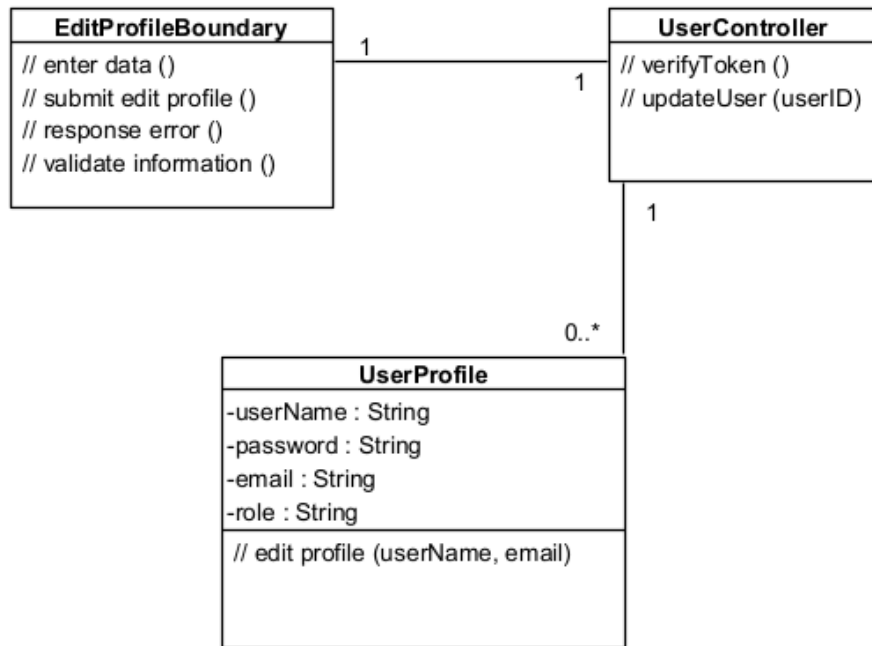 EditProfileBoundary
// enter data ()
// submit edit profile ()
// response error ()
// validate information ()
1
1
UserController
// verifyToken ()
// updateUser (userID)
1
0..*
UserProfile
-userName : String
-password : String
-email : String
-role : String
// edit profile (userName, email)